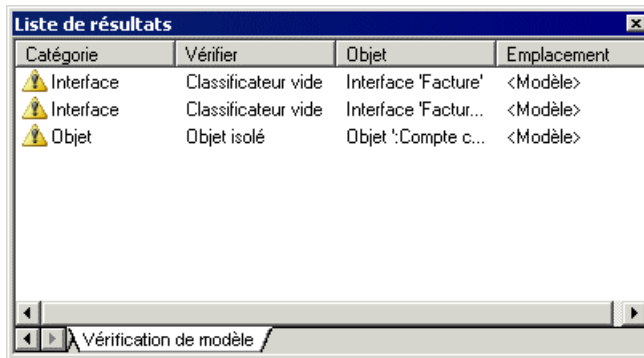 Liste de résultats
Catégorie Vérifier Objet Emplacement
Interface Classificateur vide Interface 'Facture' <Modèle>
Interface Classificateur vide Interface 'Factur... <Modèle>
Objet Objet isolé Objet ':Compte c... <Modèle>
Vérification de modèle